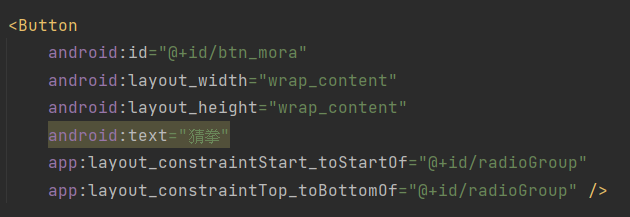 <Button
android:id="@+id/btn_mora"
android:layout_width="wrap_content"
android:layout_height="wrap_content"
android:text="猜拳"
app:layout_constraintStart_toStartOf="@+id/radioGroup"
app:layout_constraintTop_toBottomOf="@+id/radioGroup" />